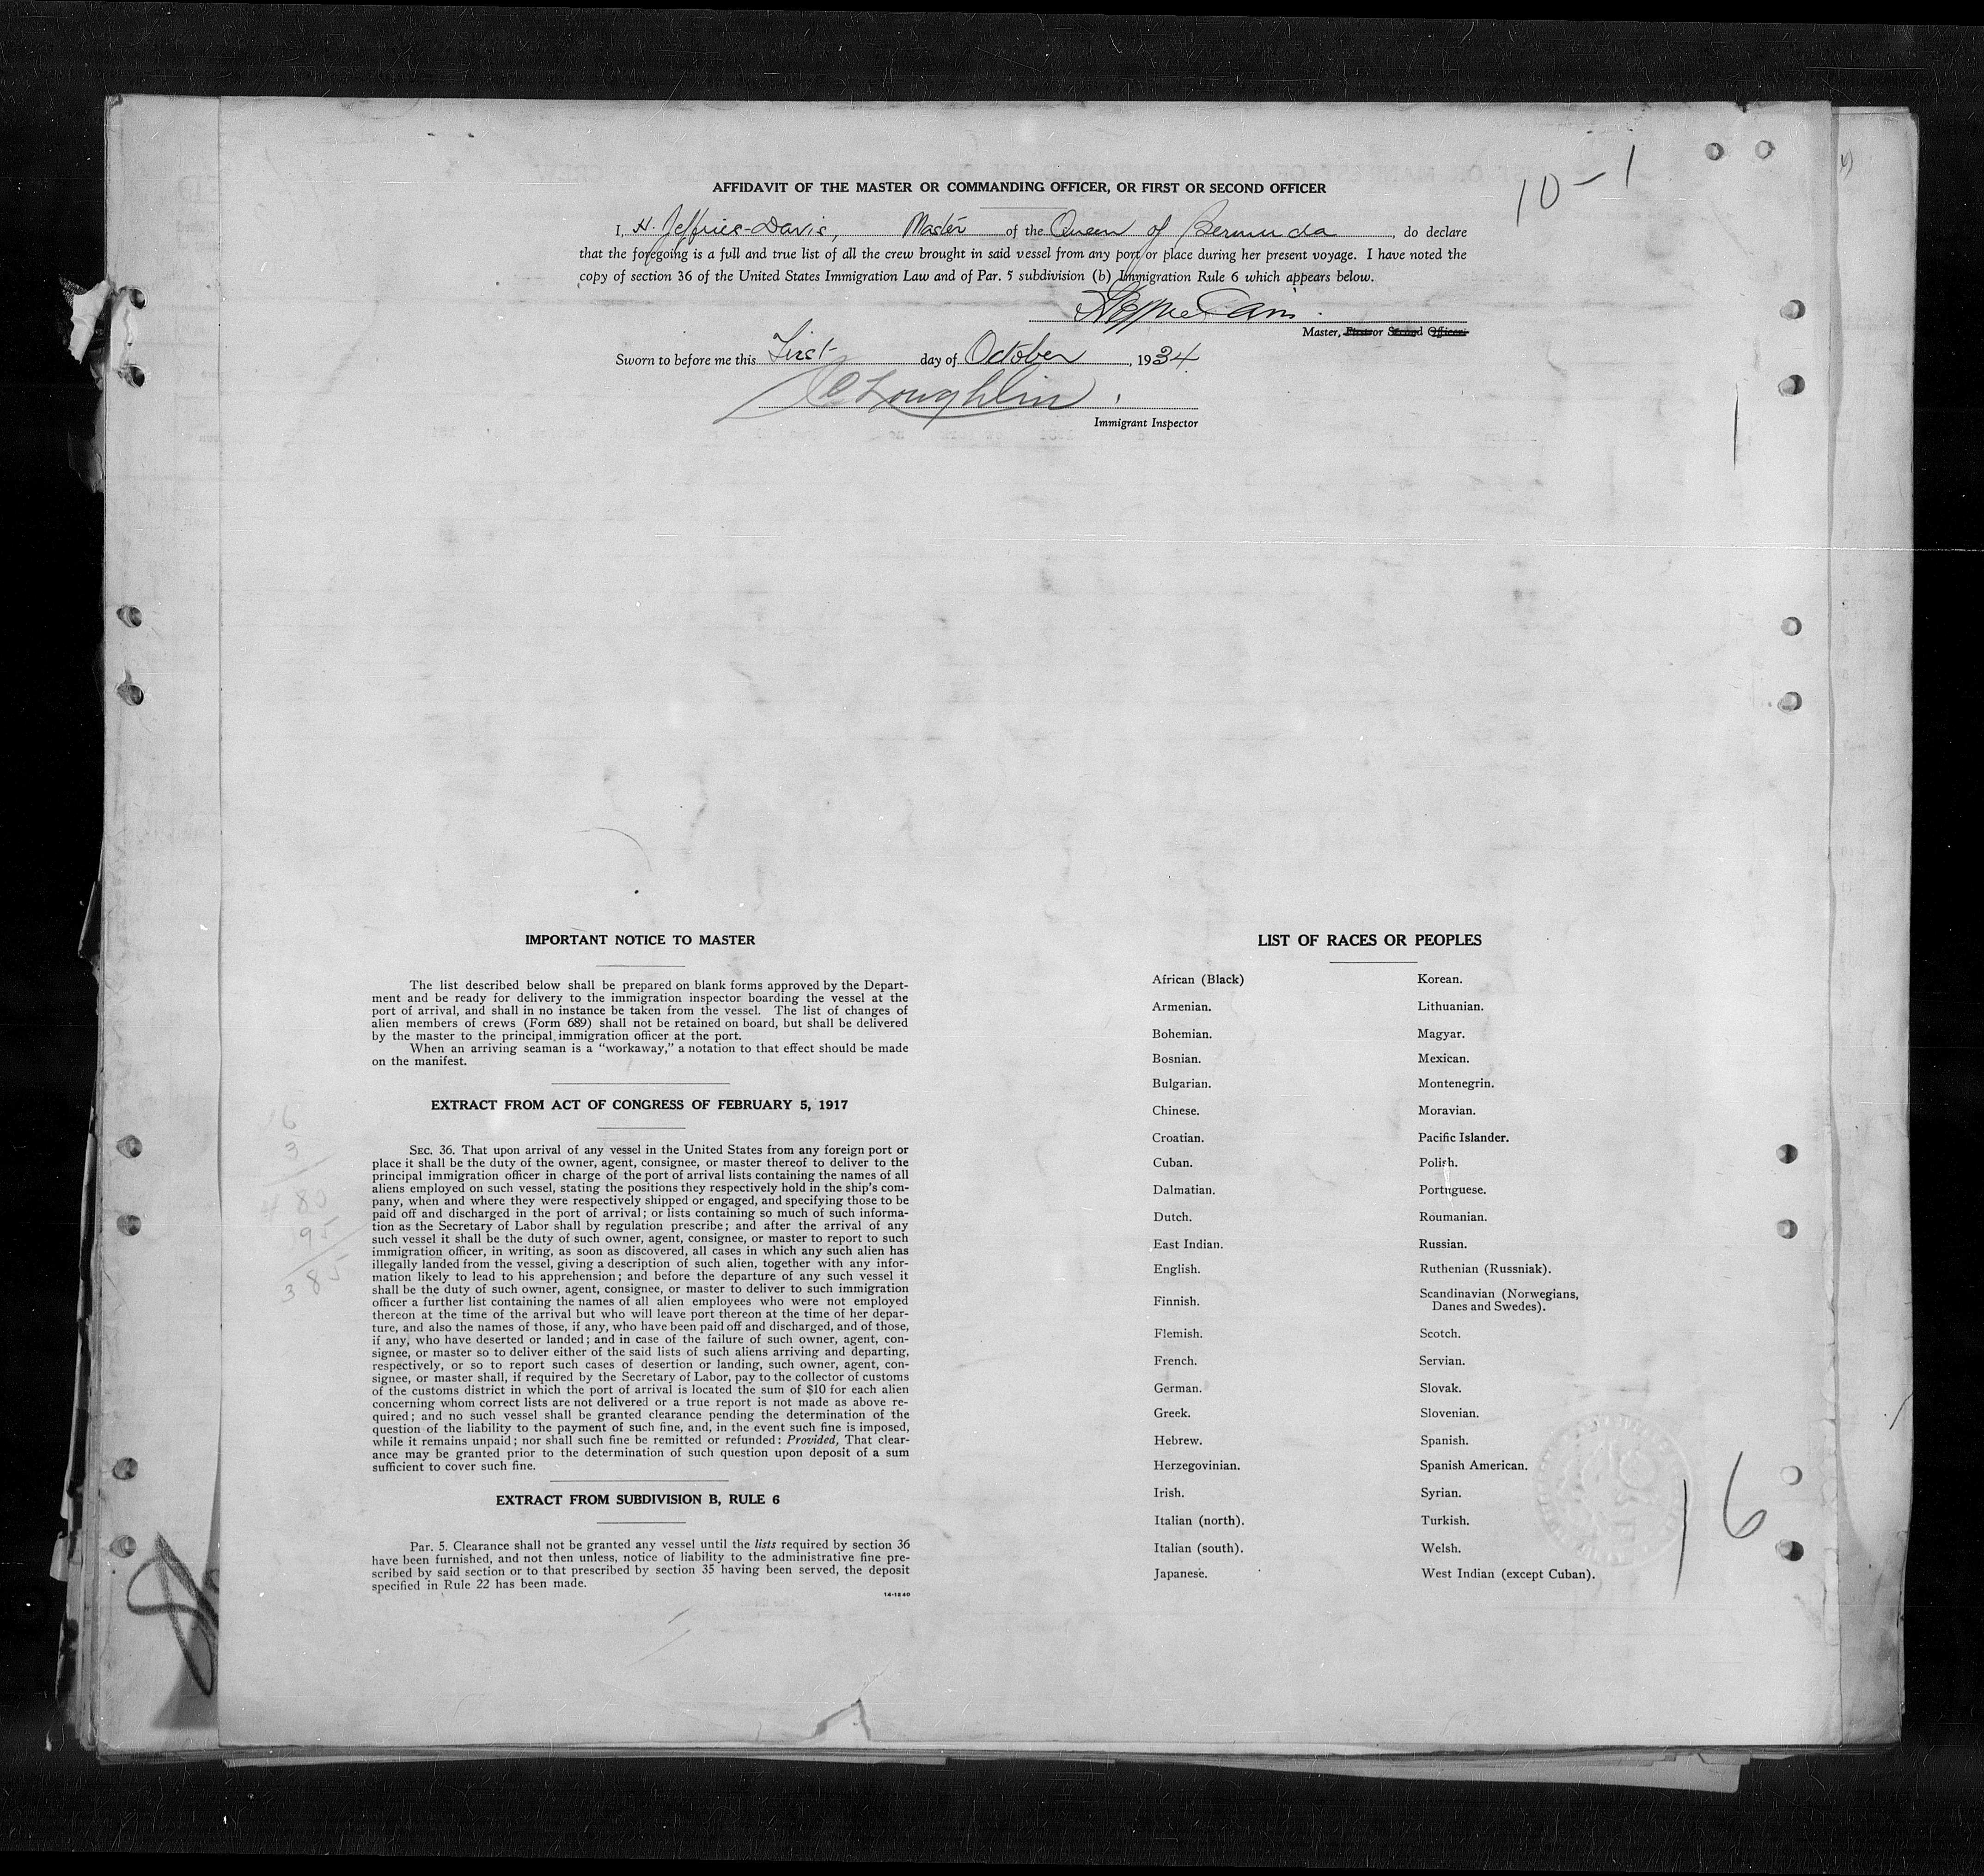 10-1
AFFIDAVIT OF THE MASTER OR COMMANDING OFFICER, OR FIRST OR SECOND OFFICER
I, H. Jeffries-Davis, Master of the Queen of Bermuda, do declare
that the foregoing is a full and true list of all the crew brought in said vessel from any port or place during her present voyage. I have noted the
copy of section 36 of the United States Immigration Law and of Par. 5 subdivision (b) Immigration Rule 6 which appears below.
Master, First or Second Officer.
Sworn to before me this First day of October, 1934
Loughlin
Immigrant Inspector
IMPORTANT NOTICE TO MASTER
The list described below shall be prepared on blank forms approved by the Depart-
ment and be ready for delivery to the immigration inspector boarding the vessel at the
port of arrival, and shall in no instance be taken from the vessel. The list of changes of
alien members of crews (Form 689) shall not be retained on board, but shall be delivered
by the master to the principal immigration officer at the port.
When an arriving seaman is a “workaway,” a notation to that effect should be made
on the manifest.
EXTRACT FROM ACT OF CONGRESS OF FEBRUARY 5, 1917
SEC. 36. That upon arrival of any vessel in the United States from any foreign port or
place it shall be the duty of the owner, agent, consignee, or master thereof to deliver to the
principal immigration officer in charge of the port of arrival lists containing the names of all
aliens employed on such vessel, stating the positions they respectively hold in the ship's com-
pany, when and where they were respectively shipped or engaged, and specifying those to be
paid off and discharged in the port of arrival; or lists containing so much of such informa-
tion as the Secretary of Labor shall by regulation prescribe; and after the arrival of any
such vessel it shall be the duty of such owner, agent, consignee, or master to report to such
immigration officer, in writing, as soon as discovered, all cases in which any such alien has
illegally landed from the vessel, giving a description of such alien, together with any infor-
mation likely to lead to his apprehension; and before the departure of any such vessel it
shall be the duty of such owner, agent, consignee, or master to deliver to such immigration
officer a further list containing the names of all alien employees who were not employed
thereon at the time of the arrival but who will leave port thereon at the time of her depar-
ture, and also the names of those, if any, who have been paid off and discharged, and of those,
if any, who have deserted or landed; and in case of the failure of such owner, agent, con-
signee, or master so to deliver either of the said lists of such aliens arriving and departing,
respectively, or so to report such cases of desertion or landing, such owner, agent, con-
signee, or master shall, if required by the Secretary of Labor, pay to the collector of customs
of the customs district in which the port of arrival is located the sum of $10 for each alien
concerning whom correct lists are not delivered or a true report is not made as above re-
quired; and no such vessel shall be granted clearance pending the determination of the
question of the liability to the payment of such fine, and, in the event such fine is imposed,
while it remains unpaid; nor shall such fine be remitted or refunded: Provided, That clear-
ance may be granted prior to the determination of such question upon deposit of a sum
sufficient to cover such fine.
EXTRACT FROM SUBDIVISION B, RULE 6
Par. 5. Clearance shall not be granted any vessel until the lists required by section 36
have been furnished, and not then unless, notice of liability to the administrative fine pre-
scribed by said section or to that prescribed by section 35 having been served, the deposit
specified in Rule 22 has been made.
14-1240
16
3
4 80
95
385
LIST OF RACES OR PEOPLES
African (Black)
Armenian.
Bohemian.
Bosnian.
Bulgarian.
Chinese.
Croatian.
Cuban.
Dalmatian.
Dutch.
East Indian.
English.
Finnish.
Flemish.
French.
German.
Greek.
Hebrew.
Herzegovinian.
Irish.
Italian (north).
Italian (south).
Japanese.
Korean.
Lithuanian.
Magyar.
Mexican.
Montenegrin.
Moravian.
Pacific Islander.
Polish.
Portuguese.
Roumanian.
Russian.
Ruthenian (Russniak).
Scandinavian (Norwegians,
Danes and Swedes).
Scotch.
Servian.
Slovak.
Slovenian.
Spanish.
Spanish American.
Syrian.
Turkish.
Welsh.
West Indian (except Cuban).
16